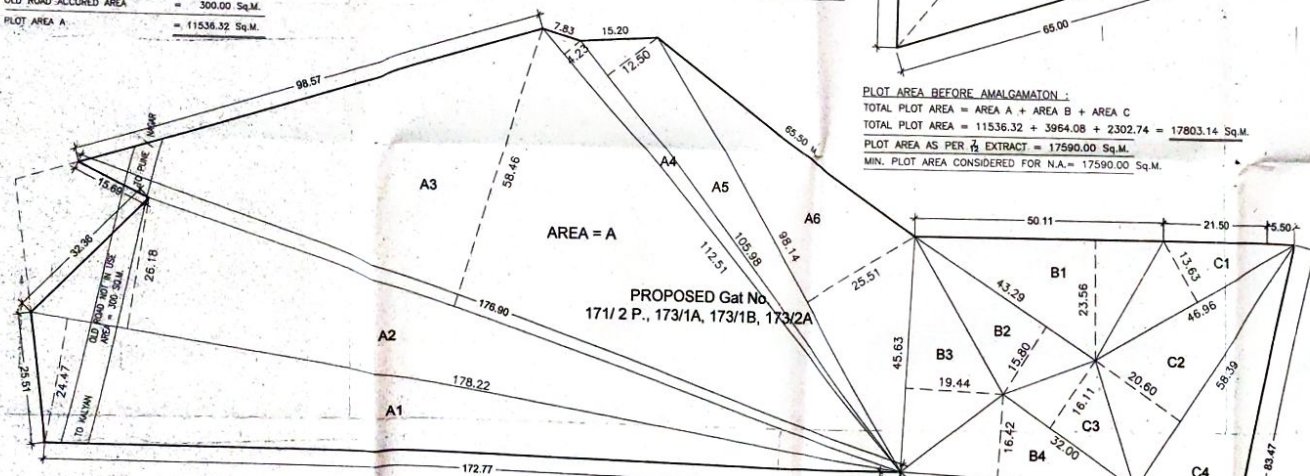 OLD ROAD ACCURED AREA = 300.00 Sq.M.
PLOT AREA A = 11536.32 Sq.M.
65.00
PLOT AREA BEFORE AMALGAMATON :
TOTAL PLOT AREA = AREA A + AREA B + AREA C
TOTAL PLOT AREA = 11536.32 + 3964.08 + 2302.74 = 17803.14 Sq.M.
PLOT AREA AS PER 7/12 EXTRACT = 17590.00 Sq.M.
MIN. PLOT AREA CONSIDERED FOR N.A.= 17590.00 Sq.M.
7.83
15.20
4.23
12.50
98.57
65.50 M
TO PUNE / NAGAR
15.69
A3
58.46
A4
A5
A6
AREA = A
32.36
26.18
OLD ROAD NOT IN USE
AREA = 300 SQ.M.
105.98
112.51
98.14
25.51
50.11
21.50
5.50
B1
13.63
C1
43.29
23.56
46.96
PROPOSED Gat No.
171/ 2 P., 173/1A, 173/1B, 173/2A
176.90
A2
178.22
A1
25.51
24.47
TO KALYAN
172.77
45.63
B2
B3
15.80
19.44
C2
20.60
58.39
16.11
C3
16.42
32.00
B4
C4
63.47